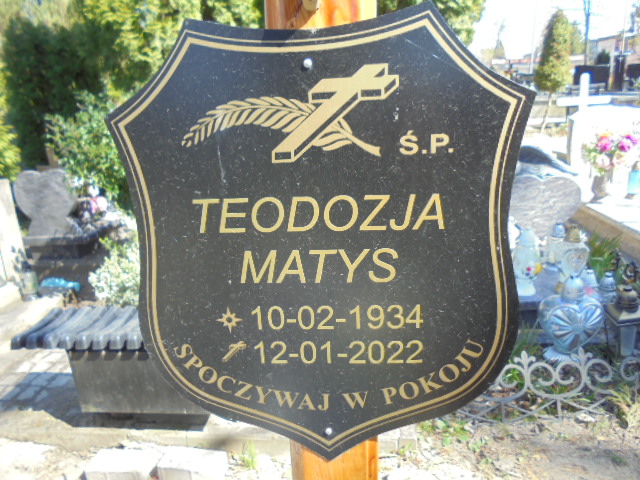 Ś.P.
TEODOZJA
MATYS
10-02-1934
12-01-2022
SPOCZYWAJ W POKOJU